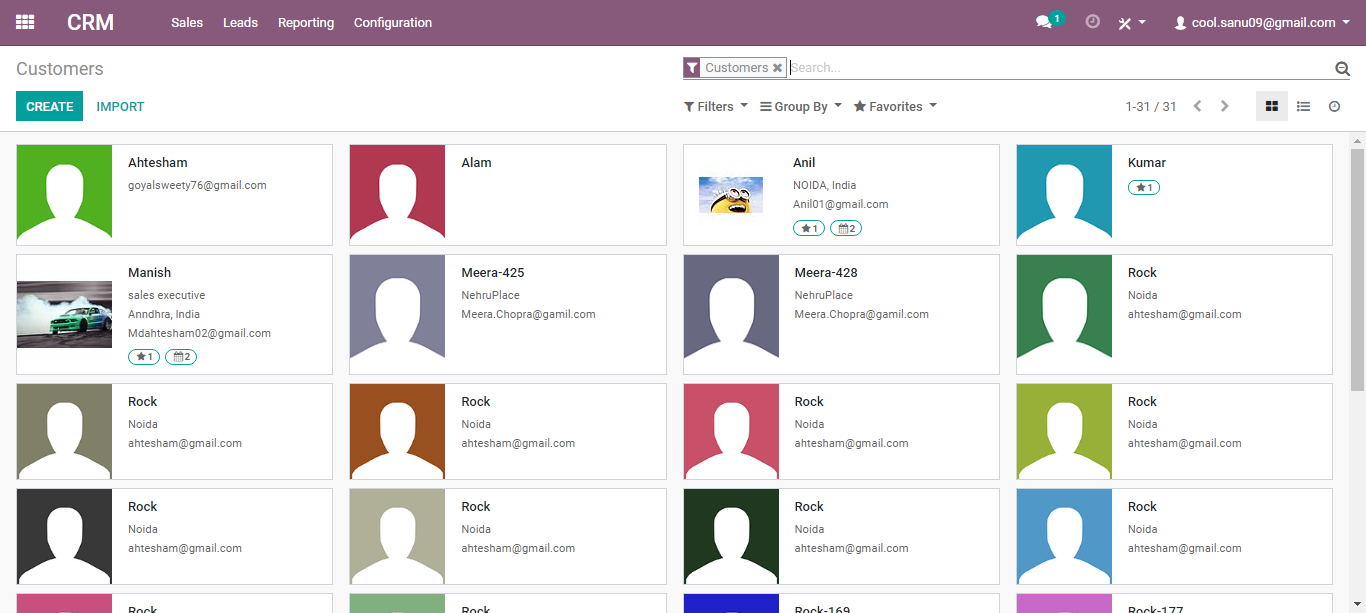 CRM Sales Leads Reporting Configuration 1 cool.sanu09@gmail.com
Customers
Customers Search...
CREATE IMPORT
Filters Group By Favorites 1-31 / 31
Ahtesham
goyalsweety76@gmail.com
Alam
Anil
NOIDA, India
Anil01@gmail.com
1 2
Kumar
1
Manish
sales executive
Anndhra, India
Mdahtesham02@gmail.com
1 2
Meera-425
NehruPlace
Meera.Chopra@gamil.com
Meera-428
NehruPlace
Meera.Chopra@gamil.com
Rock
Noida
ahtesham@gmail.com
Rock
Noida
ahtesham@gmail.com
Rock
Noida
ahtesham@gmail.com
Rock
Noida
ahtesham@gmail.com
Rock
Noida
ahtesham@gmail.com
Rock
Noida
ahtesham@gmail.com
Rock
Noida
ahtesham@gmail.com
Rock
Noida
ahtesham@gmail.com
Rock
Noida
ahtesham@gmail.com
Rock
Rock
Rock-169
Rock-177